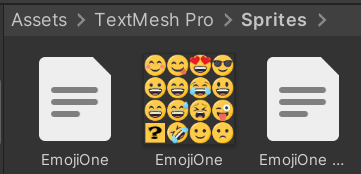 Assets > TextMesh Pro > Sprites >
EmojiOne
EmojiOne
EmojiOne ...